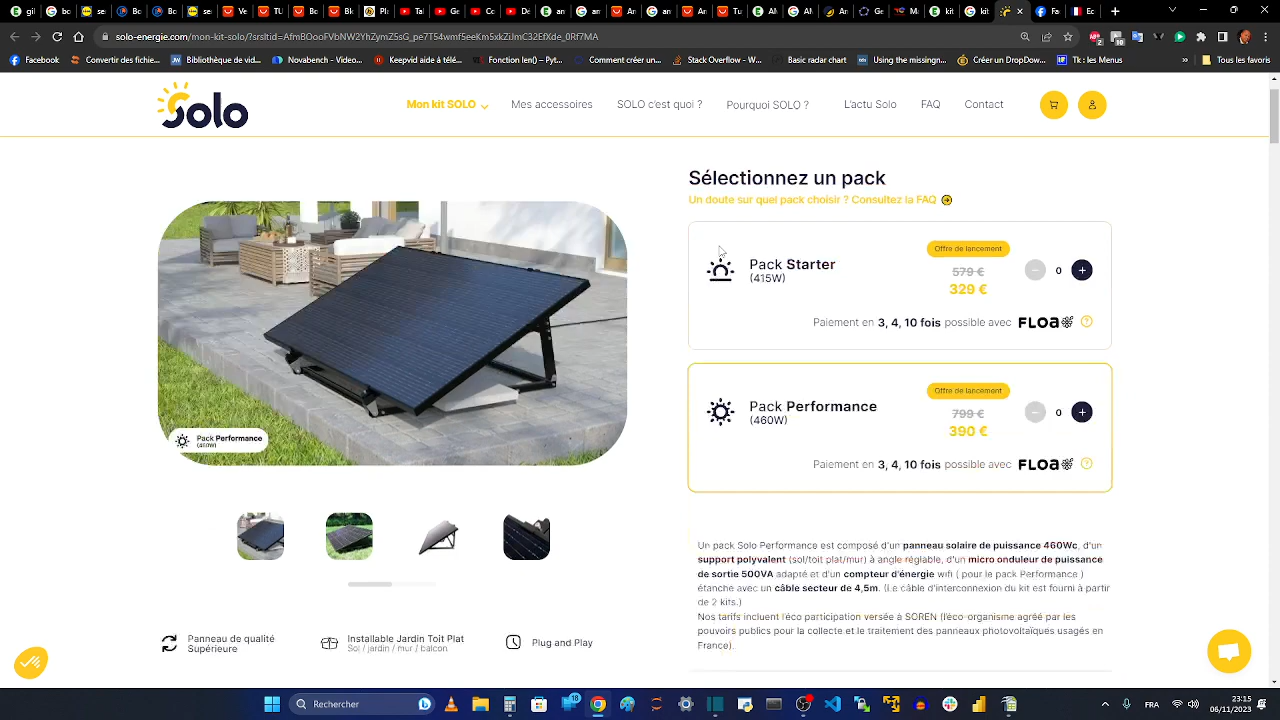 solo-energie.com/mon-kit-solo/?srsltid=AfmBOooFVbNW2YhZymZ5sG_pe7T54wmf5eeKm5xkZiJmC32EfXde_0Rf7MA
Facebook
Convertir des fichie...
Bibliothèque de vid...
Novabench - Valider...
Keepvid aide à télé...
Fonction len() – Pyt...
Comment créer un...
Stack Overflow - W...
Basic radar chart
Using the median v...
Créer votre premièr...
Tk tutorial
Tous les favoris
Solo
Mon kit SOLO
Mes accessoires
SOLO c'est quoi ?
Pourquoi SOLO ?
L'actu Solo
FAQ
Contact
Sélectionnez un pack
Un doute sur quel pack choisir ? Consultez la FAQ
Offre de lancement
Pack Starter
(415W)
579 €
329 €
0
Paiement en 3, 4, 10 fois possible avec FLOA
Offre de lancement
Pack Performance
(460W)
799 €
390 €
0
Paiement en 3, 4, 10 fois possible avec FLOA
Pack Performance
(460W)
Un pack Solo Performance est composé d'un panneau solaire de puissance 460Wc, d'un
support polyvalent (sol/toit plat/mur) à angle réglable, d'un micro onduleur de puissance
de sortie 500VA adapté et d'un compteur d'énergie wifi ( pour le pack Performance )
étanche avec un câble secteur de 4,5m. (Le câble d'interconnection du kit est fourni à partir
de 2 kits.)
Nos tarifs incluent l'éco participation versée à SOREN (l'éco-organisme agréé par les
pouvoirs publics pour la collecte et le traitement des panneaux photovoltaïques usagés en
France).
Panneau de qualité
Supérieure
Installable Jardin Toit Plat
Sol / jardin / mur / balcon
Plug and Play
Rechercher
FRA
23:15
06/11/2023